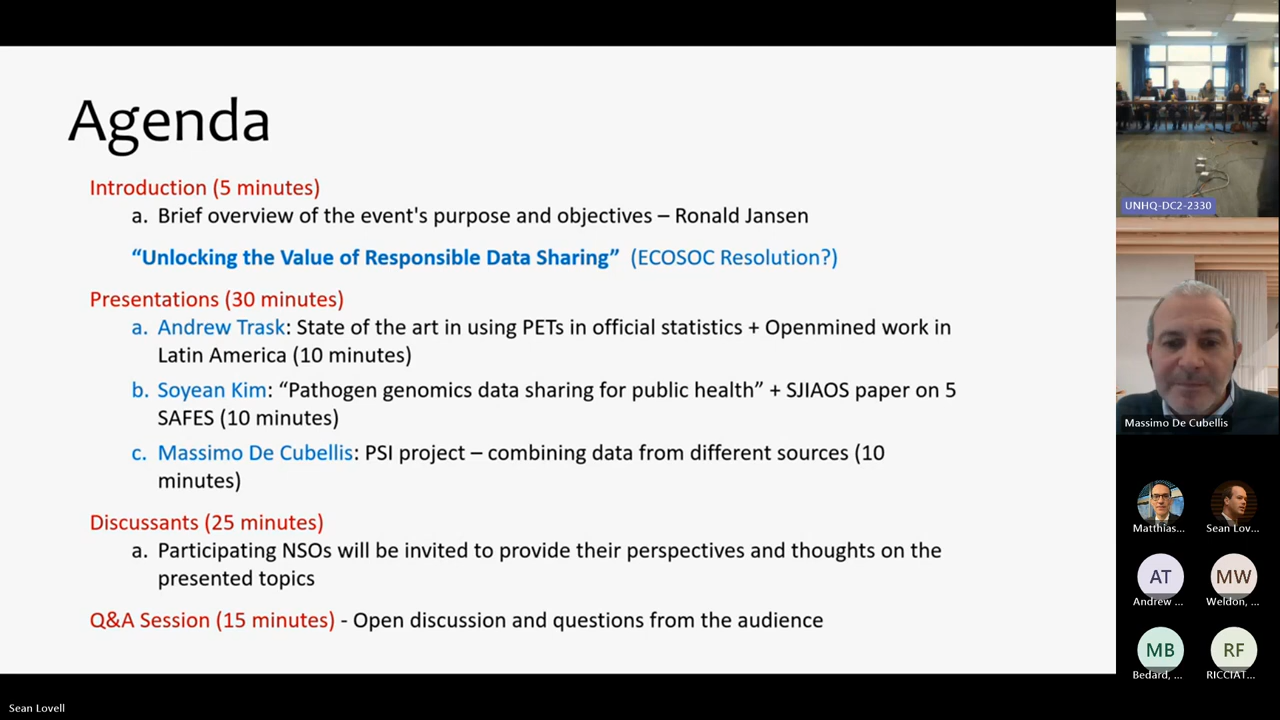 Agenda
Introduction (5 minutes)
a. Brief overview of the event's purpose and objectives – Ronald Jansen
“Unlocking the Value of Responsible Data Sharing” (ECOSOC Resolution?)
Presentations (30 minutes)
a. Andrew Trask: State of the art in using PETs in official statistics + Openmined work in
Latin America (10 minutes)
b. Soyean Kim: “Pathogen genomics data sharing for public health” + SJIAOS paper on 5
SAFES (10 minutes)
c. Massimo De Cubellis: PSI project – combining data from different sources (10
minutes)
Discussants (25 minutes)
a. Participating NSOs will be invited to provide their perspectives and thoughts on the
presented topics
Q&A Session (15 minutes) - Open discussion and questions from the audience
Sean Lovell
UNHQ-DC2-2330
Massimo De Cubellis
Matthias...
Sean Lov...
AT
Andrew ...
MW
Weldon, ...
MB
Bedard, ...
RF
RICCIAT...